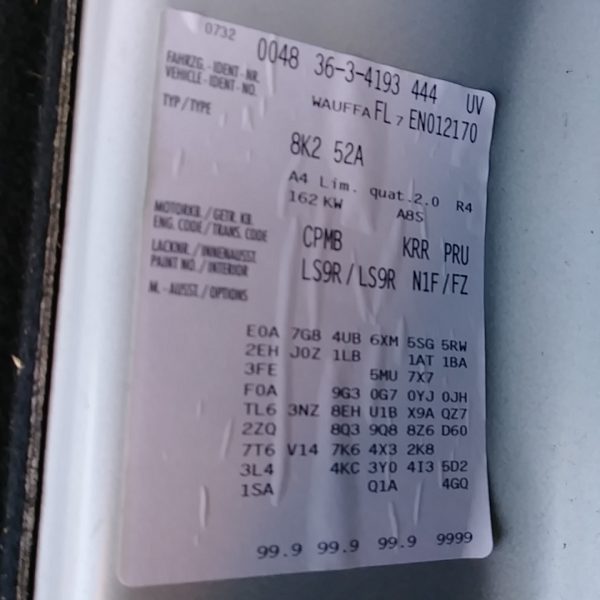 0732
0048 36-3-4193 444 UV
FAHRZG.-IDENT-NR.
VEHICLE-IDENT-NO.
WAUFFAFL7EN012170
TYP/TYPE
8K2 52A
A4 Lim. quat.2.0 R4
162 KW A8S
MOTORKB./GETR.KB.
ENG.CODE/TRANS.CODE
CPMB KRR PRU
LACKNR./INNENAUSST.
PAINT NO./INTERIOR
LS9R/LS9R N1F/FZ
M.-AUSST./OPTIONS
E0A 7G8 4UB 6XM 5SG 5RW
2EH J0Z 1LB 1AT 1BA
3FE 5MU 7X7
F0A 9G3 0G7 0YJ 0JH
TL6 3NZ 8EH U1B X9A QZ7
2ZQ 8Q3 9Q8 8Z6 D60
7T6 V14 7K6 4X3 2K8
3L4 4KC 3Y0 4I3 5D2
1SA Q1A 4GQ
99.9 99.9 99.9 9999